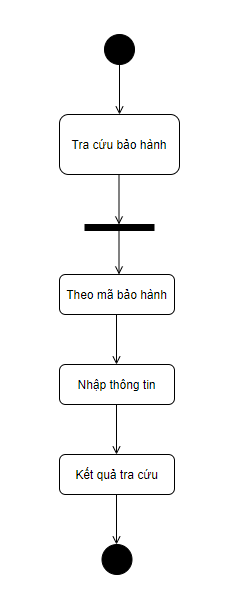 Tra cứu bảo hành
Theo mã bảo hành
Nhập thông tin
Kết quả tra cứu